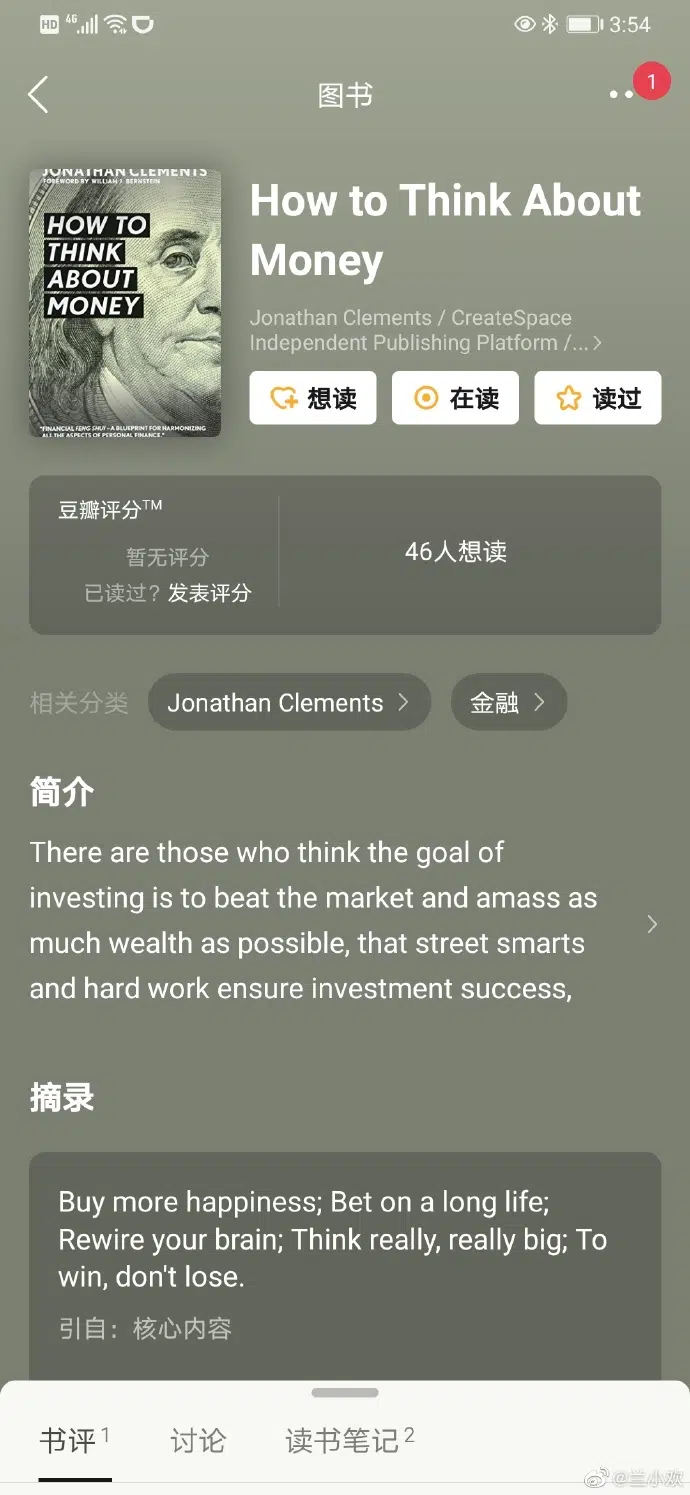 HD 4G 3:54
图书
1
JONATHAN CLEMENTS
FOREWORD BY WILLIAM J. BERNSTEIN
HOW TO
THINK
ABOUT
MONEY
"FINANCIAL FENG SHUI – A BLUEPRINT FOR HARMONIZING
ALL THE ASPECTS OF PERSONAL FINANCE."
How to Think About
Money
Jonathan Clements / CreateSpace
Independent Publishing Platform /...
想读
在读
读过
豆瓣评分TM
暂无评分
已读过? 发表评分
46人想读
相关分类
Jonathan Clements
金融
简介
There are those who think the goal of
investing is to beat the market and amass as
much wealth as possible, that street smarts
and hard work ensure investment success,
摘录
Buy more happiness; Bet on a long life;
Rewire your brain; Think really, really big; To
win, don't lose.
引自：核心内容
书评 1
讨论
读书笔记 2
@兰小欢